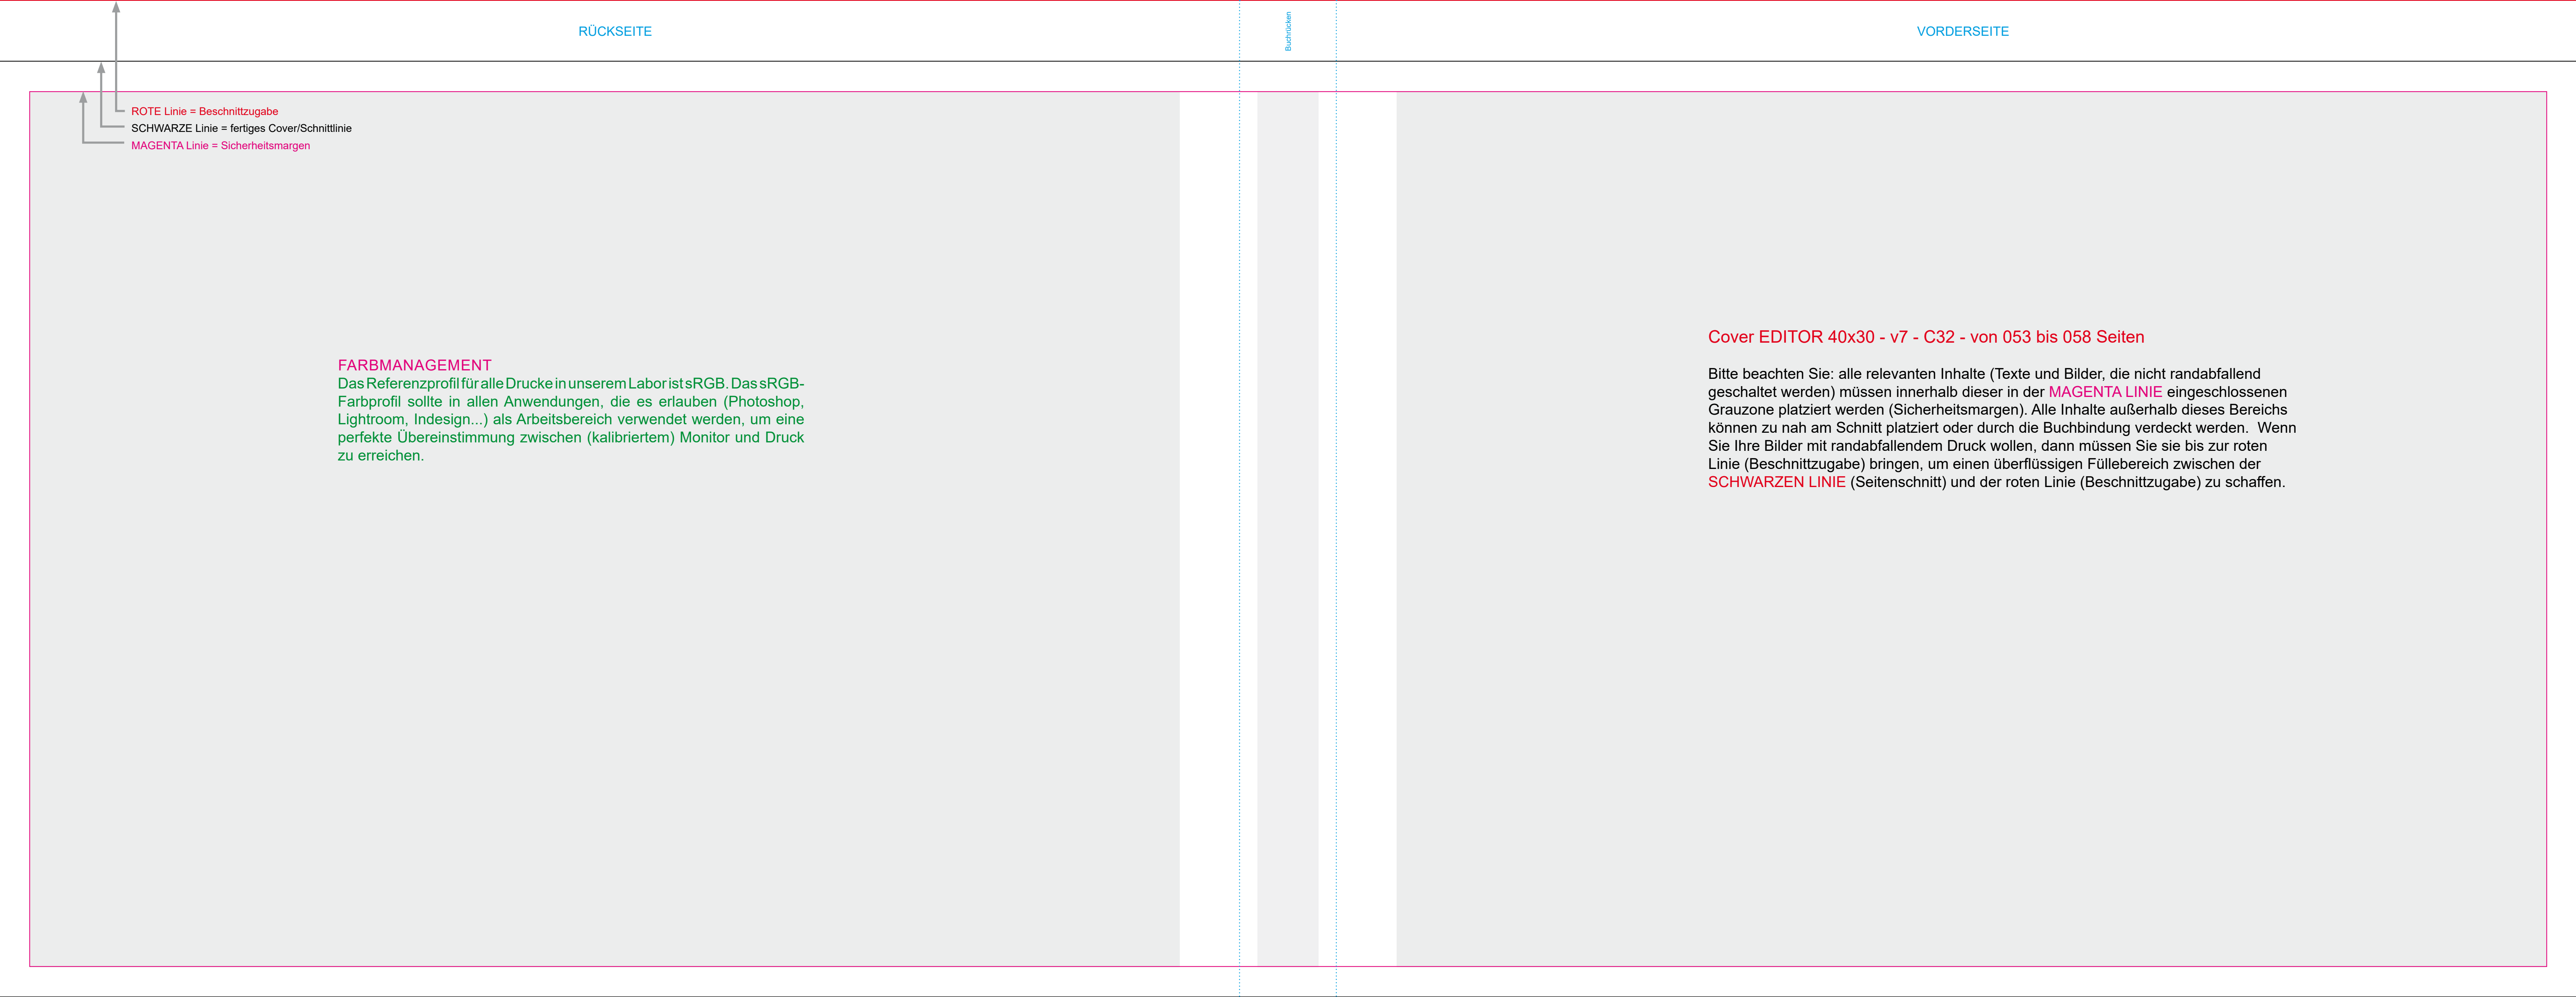 RÜCKSEITE
Buchrücken
VORDERSEITE
ROTE Linie = Beschnittzugabe
SCHWARZE Linie = fertiges Cover/Schnittlinie
MAGENTA Linie = Sicherheitsmargen
FARBMANAGEMENT
Das Referenzprofil für alle Drucke in unserem Labor ist sRGB. Das sRGB-
Farbprofil sollte in allen Anwendungen, die es erlauben (Photoshop,
Lightroom, Indesign...) als Arbeitsbereich verwendet werden, um eine
perfekte Übereinstimmung zwischen (kalibriertem) Monitor und Druck
zu erreichen.
Cover EDITOR 40x30 - v7 - C32 - von 053 bis 058 Seiten
Bitte beachten Sie: alle relevanten Inhalte (Texte und Bilder, die nicht randabfallend
geschaltet werden) müssen innerhalb dieser in der MAGENTA LINIE eingeschlossenen
Grauzone platziert werden (Sicherheitsmargen). Alle Inhalte außerhalb dieses Bereichs
können zu nah am Schnitt platziert oder durch die Buchbindung verdeckt werden.  Wenn
Sie Ihre Bilder mit randabfallendem Druck wollen, dann müssen Sie sie bis zur roten
Linie (Beschnittzugabe) bringen, um einen überflüssigen Füllebereich zwischen der
SCHWARZEN LINIE (Seitenschnitt) und der roten Linie (Beschnittzugabe) zu schaffen.